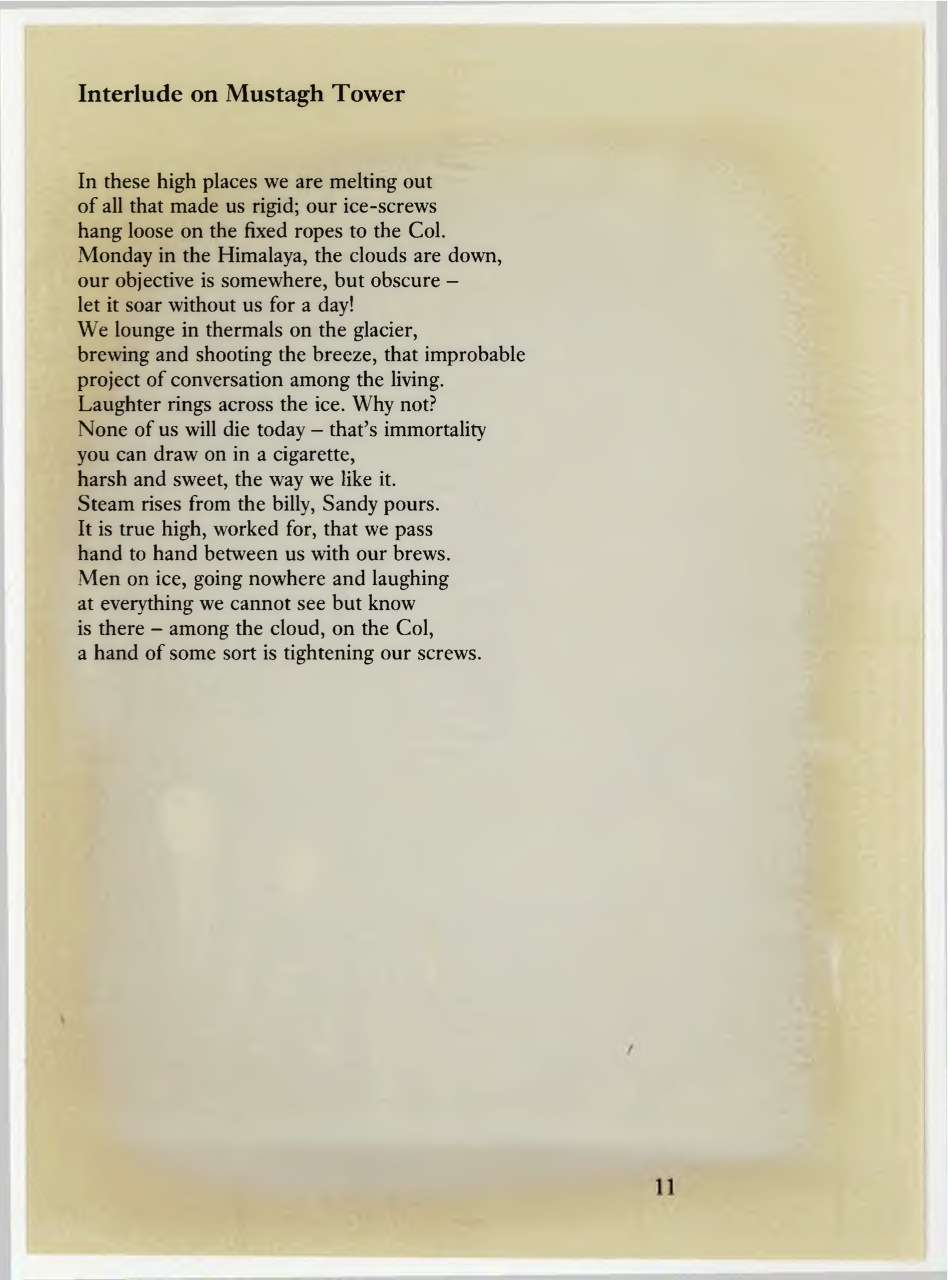 Interlude on Mustagh Tower
In these high places we are melting out
of all that made us rigid; our ice-screws
hang loose on the fixed ropes to the Col.
Monday in the Himalaya, the clouds are down,
our objective is somewhere, but obscure –
let it soar without us for a day!
We lounge in thermals on the glacier,
brewing and shooting the breeze, that improbable
project of conversation among the living.
Laughter rings across the ice. Why not?
None of us will die today – that's immortality
you can draw on in a cigarette,
harsh and sweet, the way we like it.
Steam rises from the billy, Sandy pours.
It is true high, worked for, that we pass
hand to hand between us with our brews.
Men on ice, going nowhere and laughing
at everything we cannot see but know
is there – among the cloud, on the Col,
a hand of some sort is tightening our screws.
11